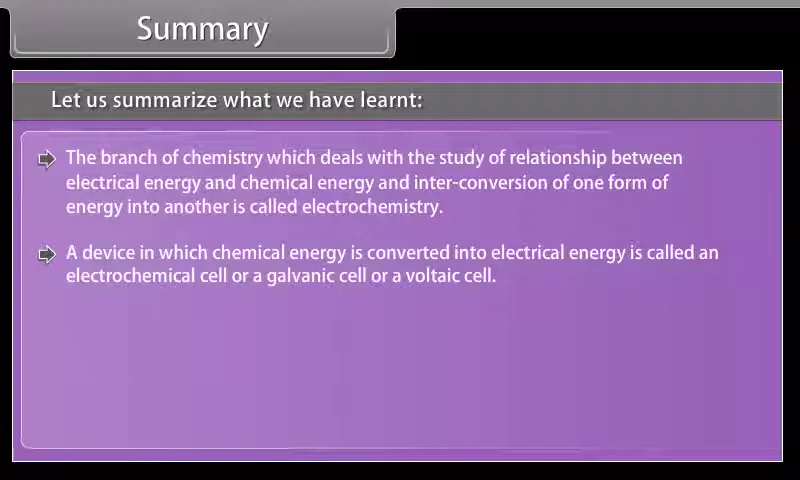 Summary
Let us summarize what we have learnt:
The branch of chemistry which deals with the study of relationship between
electrical energy and chemical energy and inter-conversion of one form of
energy into another is called electrochemistry.
A device in which chemical energy is converted into electrical energy is called an
electrochemical cell or a galvanic cell or a voltaic cell.